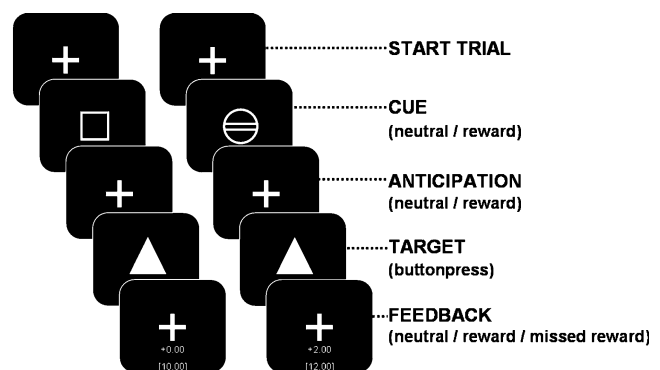 START TRIAL
CUE
(neutral / reward)
ANTICIPATION
(neutral / reward)
TARGET
(buttonpress)
FEEDBACK
(neutral / reward / missed reward)
+0.00
[10.00]
+2.00
[12.00]